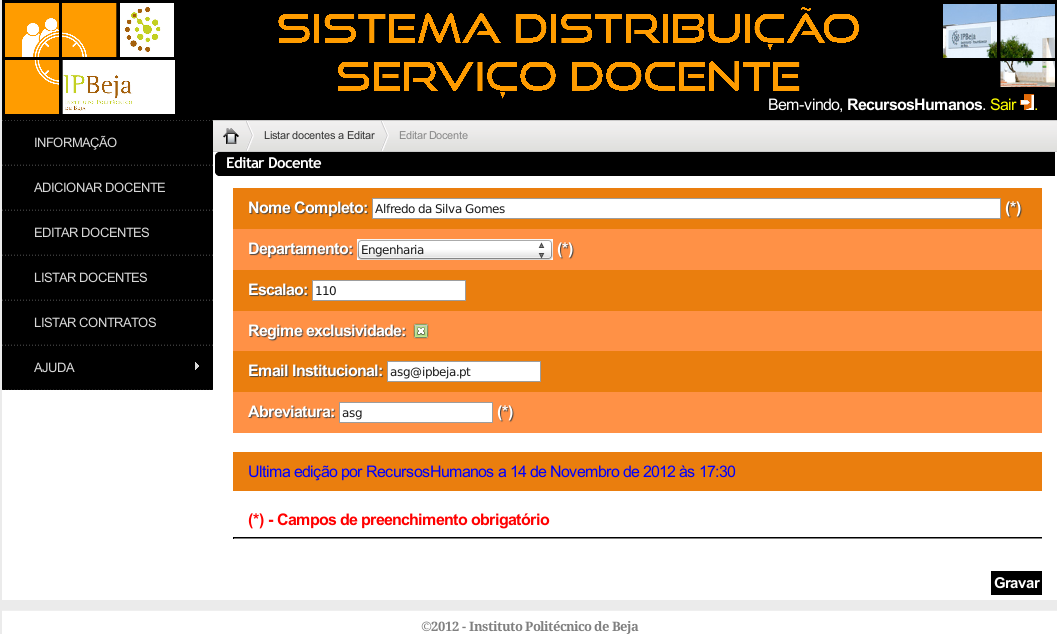 SISTEMA DISTRIBUIÇÃO
SERVIÇO DOCENTE
IPBeja
IPBeja
Bem-vindo, RecursosHumanos. Sair .
INFORMAÇÃO
ADICIONAR DOCENTE
EDITAR DOCENTES
LISTAR DOCENTES
LISTAR CONTRATOS
AJUDA
Listar docentes a Editar
Editar Docente
Editar Docente
Nome Completo: Alfredo da Silva Gomes (*)
Departamento: Engenharia (*)
Escalao: 110
Regime exclusividade:
Email Institucional: asg@ipbeja.pt
Abreviatura: asg (*)
Ultima edição por RecursosHumanos a 14 de Novembro de 2012 às 17:30
(*) - Campos de preenchimento obrigatório
Gravar
©2012 - Instituto Politécnico de Beja